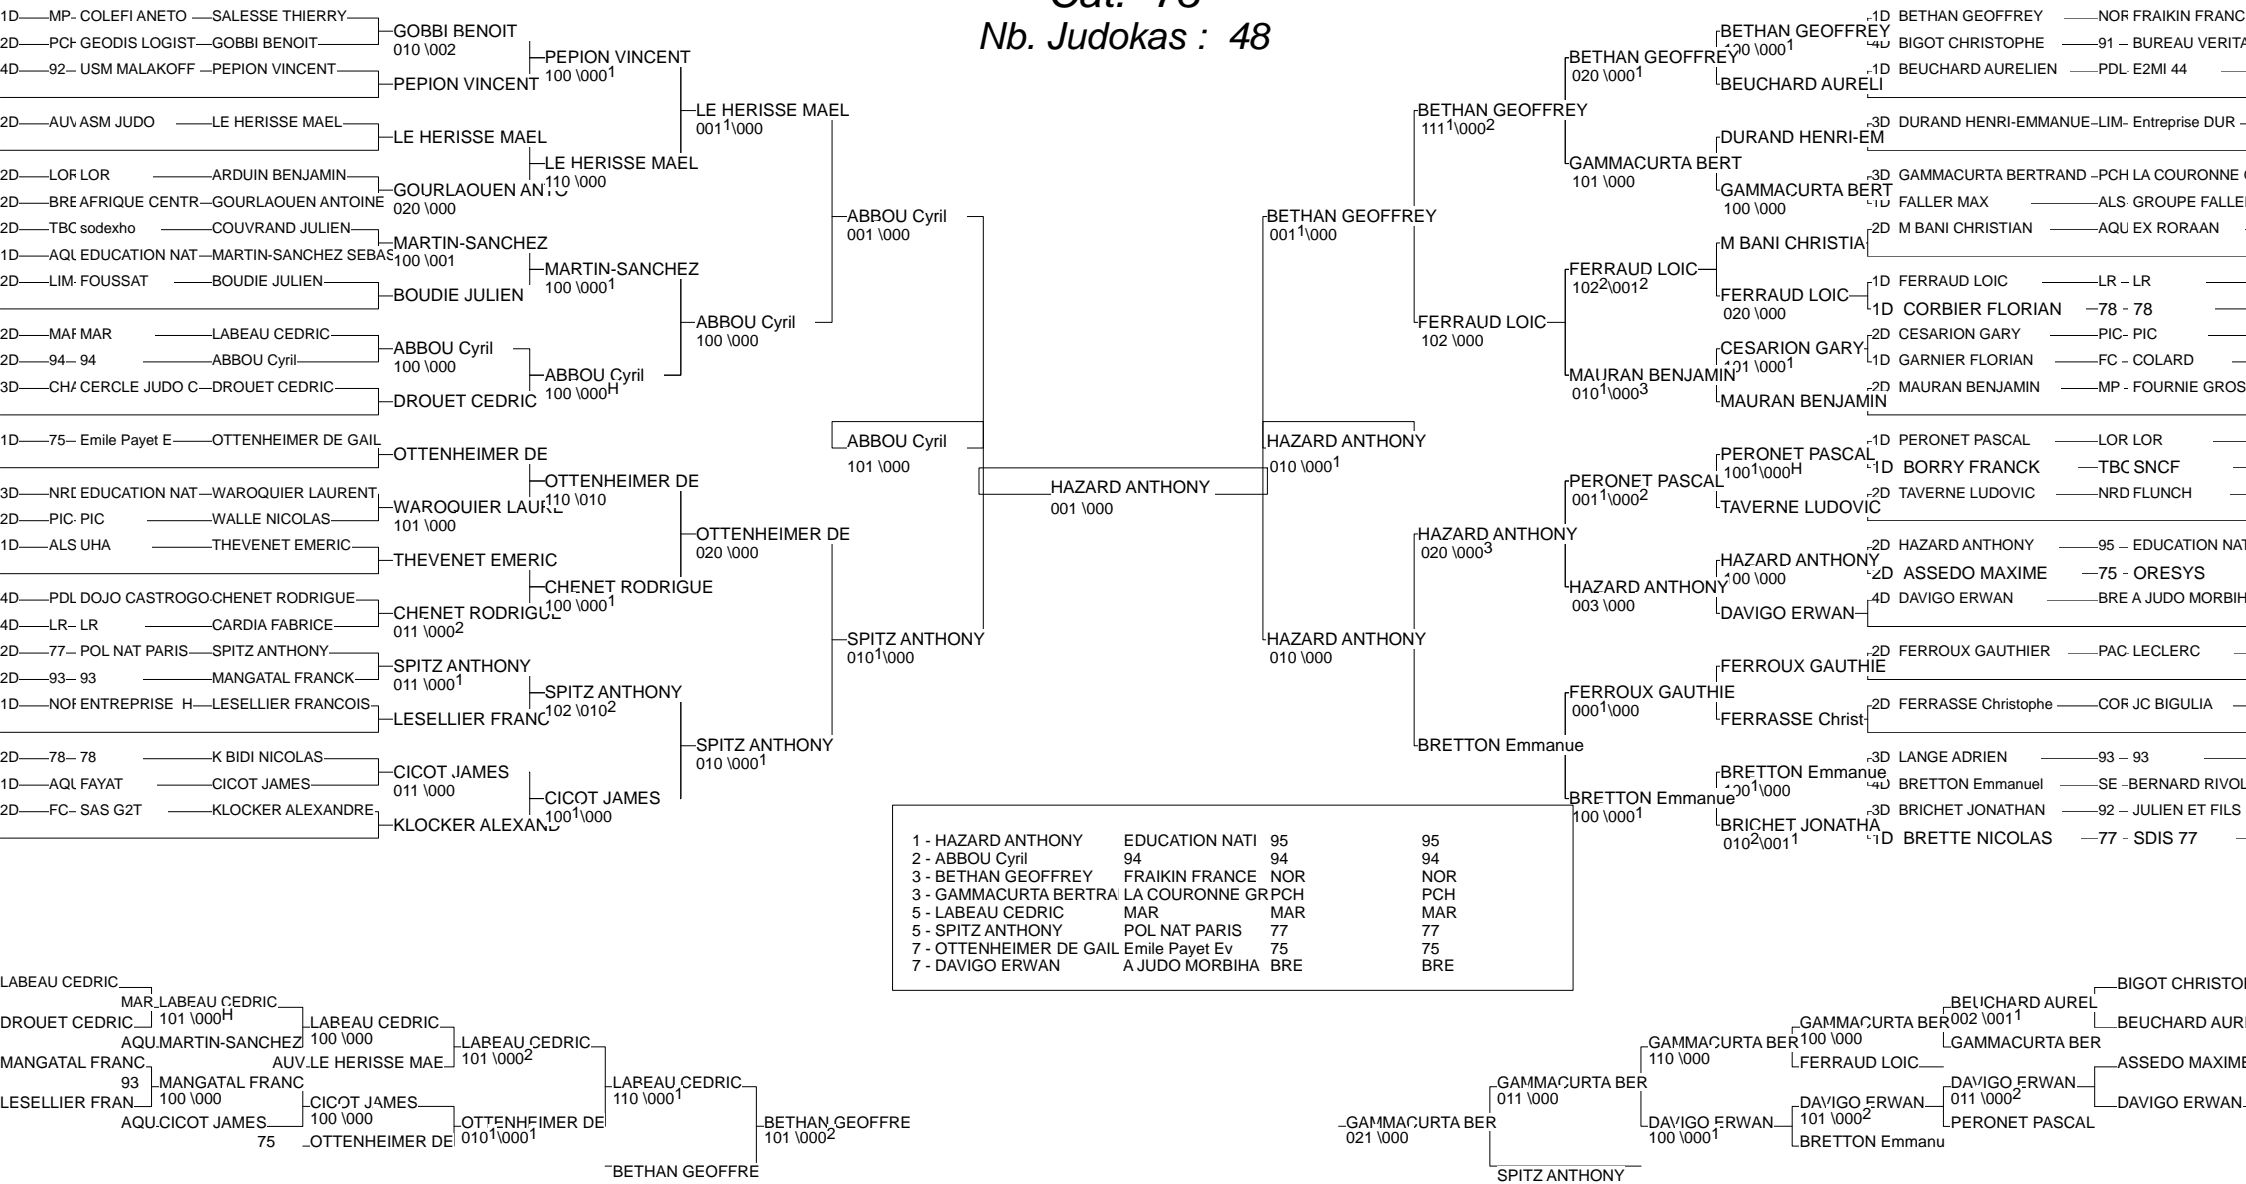 Nb. Judokas : 48
1D MP COLEFI ANETO SALESSE THIERRY
2D PCH GEODIS LOGIST GOBBI BENOIT
4D 92 USM MALAKOFF PEPION VINCENT
2D AUV ASM JUDO LE HERISSE MAEL
2D LOR LOR ARDUIN BENJAMIN
2D BRE AFRIQUE CENTR GOURLAOUEN ANTOINE
2D TBC sodexho COUVRAND JULIEN
1D AQU EDUCATION NAT MARTIN-SANCHEZ SEBAS
2D LIM FOUSSAT BOUDIE JULIEN
2D MAR MAR LABEAU CEDRIC
2D 94 94 ABBOU Cyril
3D CHA CERCLE JUDO C DROUET CEDRIC
1D 75 Emile Payet E OTTENHEIMER DE GAIL
3D NRD EDUCATION NAT WAROQUIER LAURENT
2D PIC PIC WALLE NICOLAS
1D ALS UHA THEVENET EMERIC
4D PDL DOJO CASTROGO CHENET RODRIGUE
4D LR LR CARDIA FABRICE
2D 77 POL NAT PARIS SPITZ ANTHONY
2D 93 93 MANGATAL FRANCK
1D NOR ENTREPRISE H LESELLIER FRANCOIS
2D 78 78 K BIDI NICOLAS
1D AQU FAYAT CICOT JAMES
2D FC SAS G2T KLOCKER ALEXANDRE
GOBBI BENOIT
010 \002
PEPION VINCENT
LE HERISSE MAEL
GOURLAOUEN ANTO
020 \000
MARTIN-SANCHEZ
100 \001
BOUDIE JULIEN
ABBOU Cyril
100 \000
DROUET CEDRIC
OTTENHEIMER DE
WAROQUIER LAURE
101 \000
THEVENET EMERIC
CHENET RODRIGUE
011 \0002
SPITZ ANTHONY
011 \0001
LESELLIER FRANC
CICOT JAMES
011 \000
KLOCKER ALEXAND
PEPION VINCENT
100 \0001
LE HERISSE MAEL
110 \000
MARTIN-SANCHEZ
100 \0001
ABBOU Cyril
100 \000H
OTTENHEIMER DE
110 \010
CHENET RODRIGUE
100 \0001
SPITZ ANTHONY
102 \0102
CICOT JAMES
1001\000
LE HERISSE MAEL
0011\000
ABBOU Cyril
100 \000
OTTENHEIMER DE
020 \000
SPITZ ANTHONY
010 \0001
ABBOU Cyril
001 \000
ABBOU Cyril
101 \000
SPITZ ANTHONY
0101\000
HAZARD ANTHONY
001 \000
BETHAN GEOFFREY
0011\000
HAZARD ANTHONY
010 \0001
HAZARD ANTHONY
010 \000
BETHAN GEOFFREY
1111\0002
FERRAUD LOIC
102 \000
HAZARD ANTHONY
020 \0003
BRETTON Emmanue
BETHAN GEOFFREY
020 \0001
GAMMACURTA BERT
101 \000
FERRAUD LOIC
1022\0012
MAURAN BENJAMIN
0101\0003
PERONET PASCAL
0011\0002
HAZARD ANTHONY
003 \000
FERROUX GAUTHIE
0001\000
BRETTON Emmanue
100 \0001
BETHAN GEOFFREY
100 \0001
BEUCHARD AURELI
DURAND HENRI-EM
GAMMACURTA BERT
100 \000
M BANI CHRISTIA
FERRAUD LOIC
020 \000
CESARION GARY
101 \0001
MAURAN BENJAMIN
PERONET PASCAL
1001\000H
TAVERNE LUDOVIC
HAZARD ANTHONY
100 \000
DAVIGO ERWAN
FERROUX GAUTHIE
FERRASSE Christ
BRETTON Emmanue
1001\000
BRICHET JONATHA
0102\0011
1D BETHAN GEOFFREY NOR FRAIKIN FRANC
4D BIGOT CHRISTOPHE 91 BUREAU VERITA
1D BEUCHARD AURELIEN PDL E2MI 44
3D DURAND HENRI-EMMANUE LIM Entreprise DUR
3D GAMMACURTA BERTRAND PCH LA COURONNE
1D FALLER MAX ALS GROUPE FALLE
2D M BANI CHRISTIAN AQU EX RORAAN
1D FERRAUD LOIC LR LR
1D CORBIER FLORIAN 78 78
2D CESARION GARY PIC PIC
1D GARNIER FLORIAN FC COLARD
2D MAURAN BENJAMIN MP FOURNIE GROS
1D PERONET PASCAL LOR LOR
1D BORRY FRANCK TBC SNCF
2D TAVERNE LUDOVIC NRD FLUNCH
2D HAZARD ANTHONY 95 EDUCATION NAT
2D ASSEDO MAXIME 75 ORESYS
4D DAVIGO ERWAN BRE A JUDO MORBIH
2D FERROUX GAUTHIER PAC LECLERC
2D FERRASSE Christophe COR JC BIGULIA
3D LANGE ADRIEN 93 93
4D BRETTON Emmanuel SE BERNARD RIVOL
3D BRICHET JONATHAN 92 JULIEN ET FILS
1D BRETTE NICOLAS 77 SDIS 77
1 - HAZARD ANTHONY EDUCATION NATI 95 95
2 - ABBOU Cyril 94 94 94
3 - BETHAN GEOFFREY FRAIKIN FRANCE NOR NOR
3 - GAMMACURTA BERTRA LA COURONNE GR PCH PCH
5 - LABEAU CEDRIC MAR MAR MAR
5 - SPITZ ANTHONY POL NAT PARIS 77 77
7 - OTTENHEIMER DE GAIL Emile Payet Ev 75 75
7 - DAVIGO ERWAN A JUDO MORBIHA BRE BRE
LABEAU CEDRIC
DROUET CEDRIC
MANGATAL FRANC
LESELLIER FRAN
MAR LABEAU CEDRIC
101 \000H
AQU MARTIN-SANCHEZ
93 MANGATAL FRANC
100 \000
AQU CICOT JAMES
LABEAU CEDRIC
100 \000
AUV LE HERISSE MAE
CICOT JAMES
100 \000
75 OTTENHEIMER DE
LABEAU CEDRIC
101 \0002
OTTENHEIMER DE
0101\0001
LABEAU CEDRIC
110 \0001
BETHAN GEOFFRE
BETHAN GEOFFRE
101 \0002
GAMMACURTA BER
021 \000
GAMMACURTA BER
011 \000
SPITZ ANTHONY
GAMMACURTA BER
110 \000
DAVIGO ERWAN
100 \0001
GAMMACURTA BER
100 \000
FERRAUD LOIC
DAVIGO ERWAN
101 \0002
BRETTON Emmanu
BEUCHARD AUREL
002 \0011
GAMMACURTA BER
DAVIGO ERWAN
011 \0002
PERONET PASCAL
BIGOT CHRISTO
BEUCHARD AUR
ASSEDO MAXIME
DAVIGO ERWAN